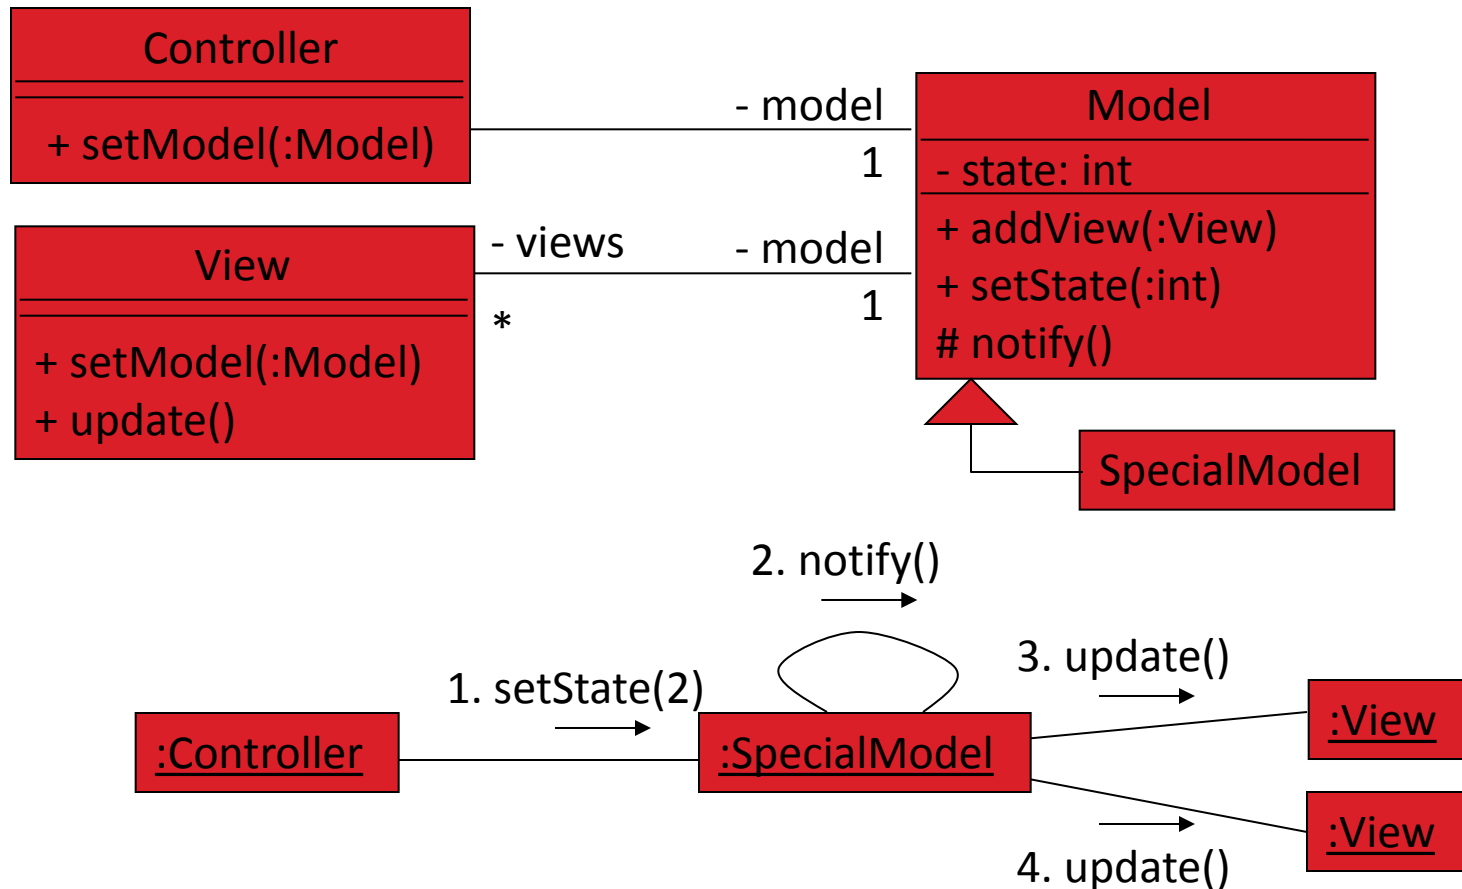 Controller
+ setModel(:Model)
- model
1
Model
- state: int
+ addView(:View)
+ setState(:int)
# notify()
View
+ setModel(:Model)
+ update()
- views
*
- model
1
SpecialModel
2. notify()
1. setState(2)
3. update()
:Controller
:SpecialModel
:View
:View
4. update()